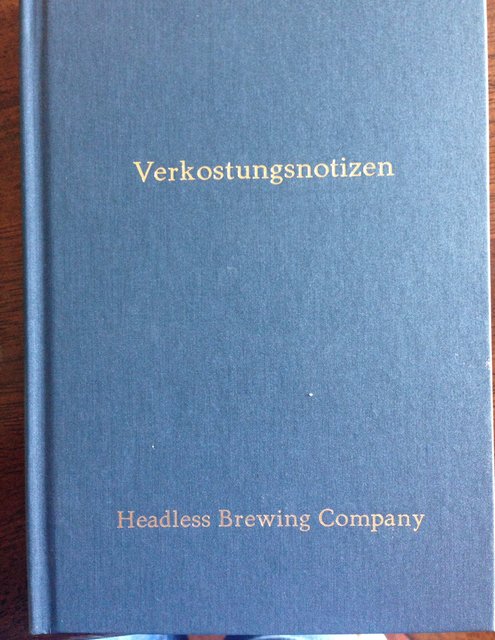 Verkostungsnotizen
Headless Brewing Company